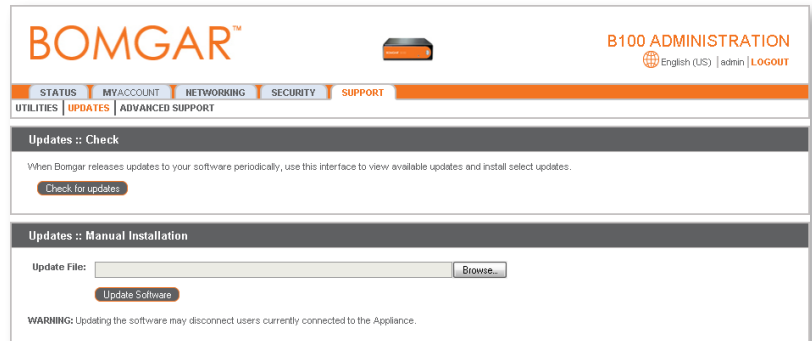 BOMGAR™
B100 ADMINISTRATION
English (US) | admin | LOGOUT
STATUS MYACCOUNT NETWORKING SECURITY SUPPORT
UTILITIES | UPDATES | ADVANCED SUPPORT
Updates :: Check
When Bomgar releases updates to your software periodically, use this interface to view available updates and install select updates.
Check for updates
Updates :: Manual Installation
Update File: Browse...
Update Software
WARNING: Updating the software may disconnect users currently connected to the Appliance.